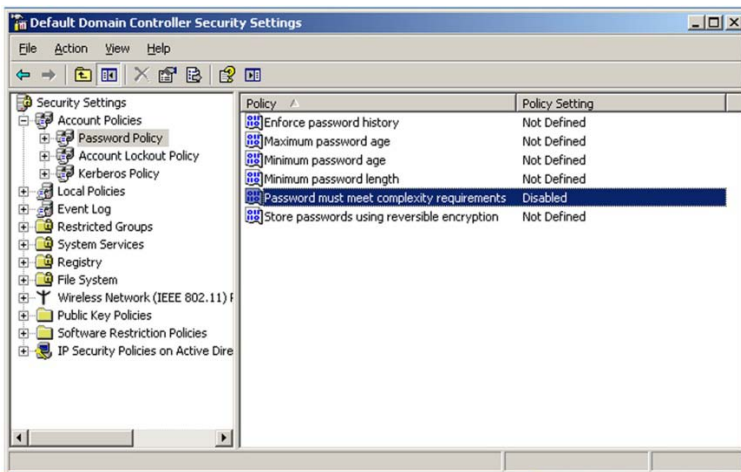 Default Domain Controller Security Settings
File Action View Help
Security Settings
Account Policies
Password Policy
Account Lockout Policy
Kerberos Policy
Local Policies
Event Log
Restricted Groups
System Services
Registry
File System
Wireless Network (IEEE 802.11) F
Public Key Policies
Software Restriction Policies
IP Security Policies on Active Dire
Policy Policy Setting
Enforce password history Not Defined
Maximum password age Not Defined
Minimum password age Not Defined
Minimum password length Not Defined
Password must meet complexity requirements Disabled
Store passwords using reversible encryption Not Defined